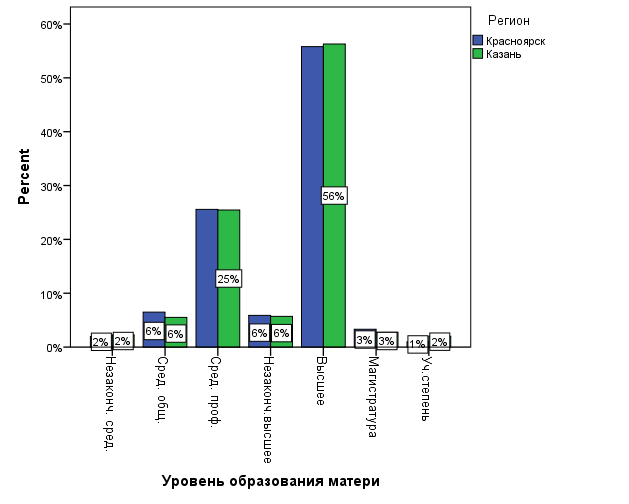 Регион
Красноярск
Казань
60%
50%
40%
30%
20%
10%
0%
Percent
2% 2%
6% 6%
25%
6% 6%
56%
3% 3%
1% 2%
Незаконч. сред.
Сред. общ.
Сред. проф.
Незаконч.высшее
Высшее
Магистратура
Уч.степень
Уровень образования матери